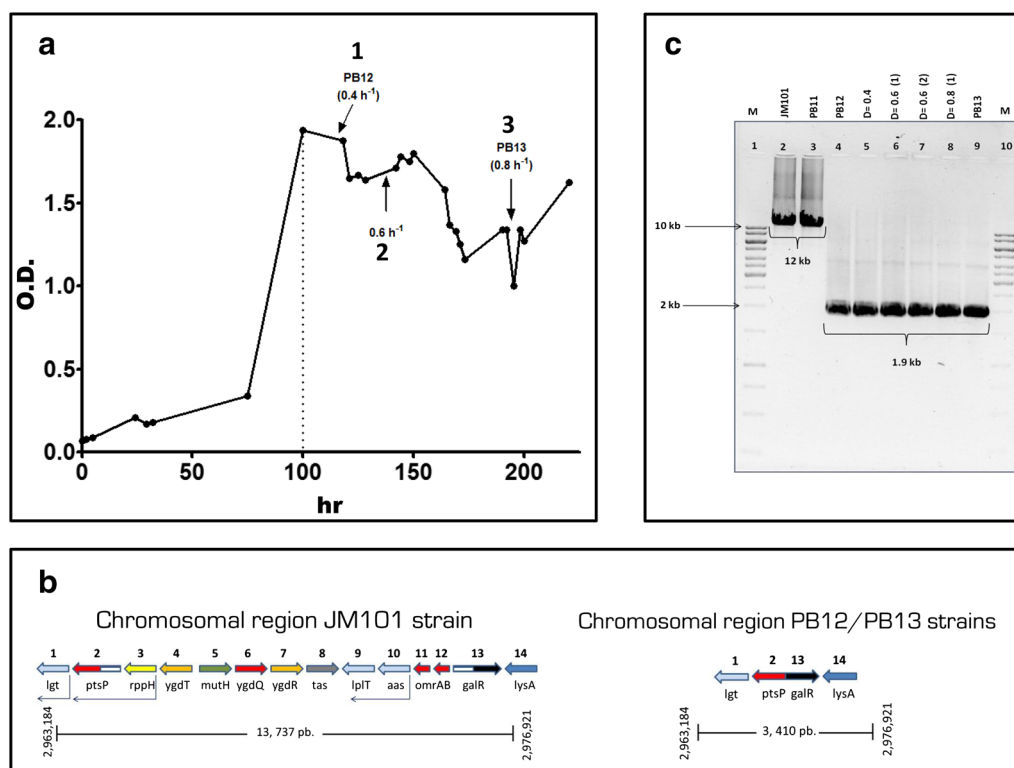 a
1
PB12
(0.4 h⁻¹)
3
PB13
(0.8 h⁻¹)
0.6 h⁻¹
2
O.D.
2.0
1.5
1.0
0.5
0.0
0
50
100
150
200
hr
c
M
JM101
PB11
PB12
D= 0.4
D= 0.6 (1)
D= 0.6 (2)
D= 0.8 (1)
PB13
M
1 2 3 4 5 6 7 8 9 10
10 kb
12 kb
2 kb
1.9 kb
b
Chromosomal region JM101 strain
1 2 3 4 5 6 7 8 9 10 11 12 13 14
lgt ptsP rppH ygdT mutH ygdQ ygdR tas lplT aas omrAB galR lysA
2,963,184
13, 737 pb.
2,976,921
Chromosomal region PB12/PB13 strains
1 2 13 14
lgt ptsP galR lysA
2,963,184
3, 410 pb.
2,976,921